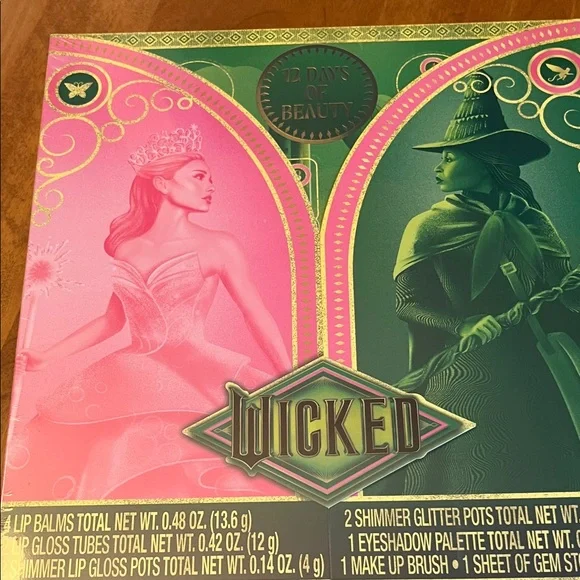 12 DAYS
OF
BEAUTY
WICKED
4 LIP BALMS TOTAL NET WT. 0.48 OZ. (13.6 g)
LIP GLOSS TUBES TOTAL NET WT. 0.42 OZ. (12 g)
SHIMMER LIP GLOSS POTS TOTAL NET WT. 0.14 OZ. (4 g)
2 SHIMMER GLITTER POTS TOTAL NET WT.
1 EYESHADOW PALETTE TOTAL NET WT.
1 MAKE UP BRUSH • 1 SHEET OF GEM